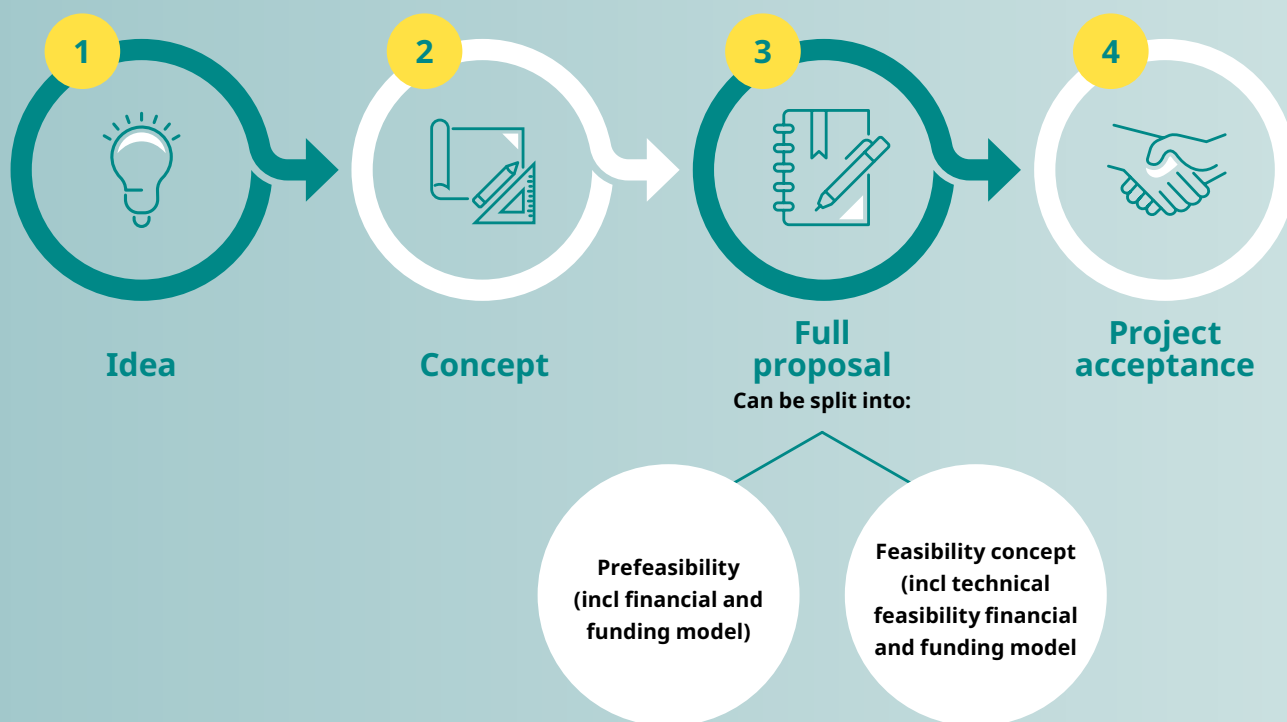 1
2
3
4
Idea
Concept
Full
proposal
Can be split into:
Project
acceptance
Prefeasibility
(incl financial and
funding model)
Feasibility concept
(incl technical
feasibility financial
and funding model